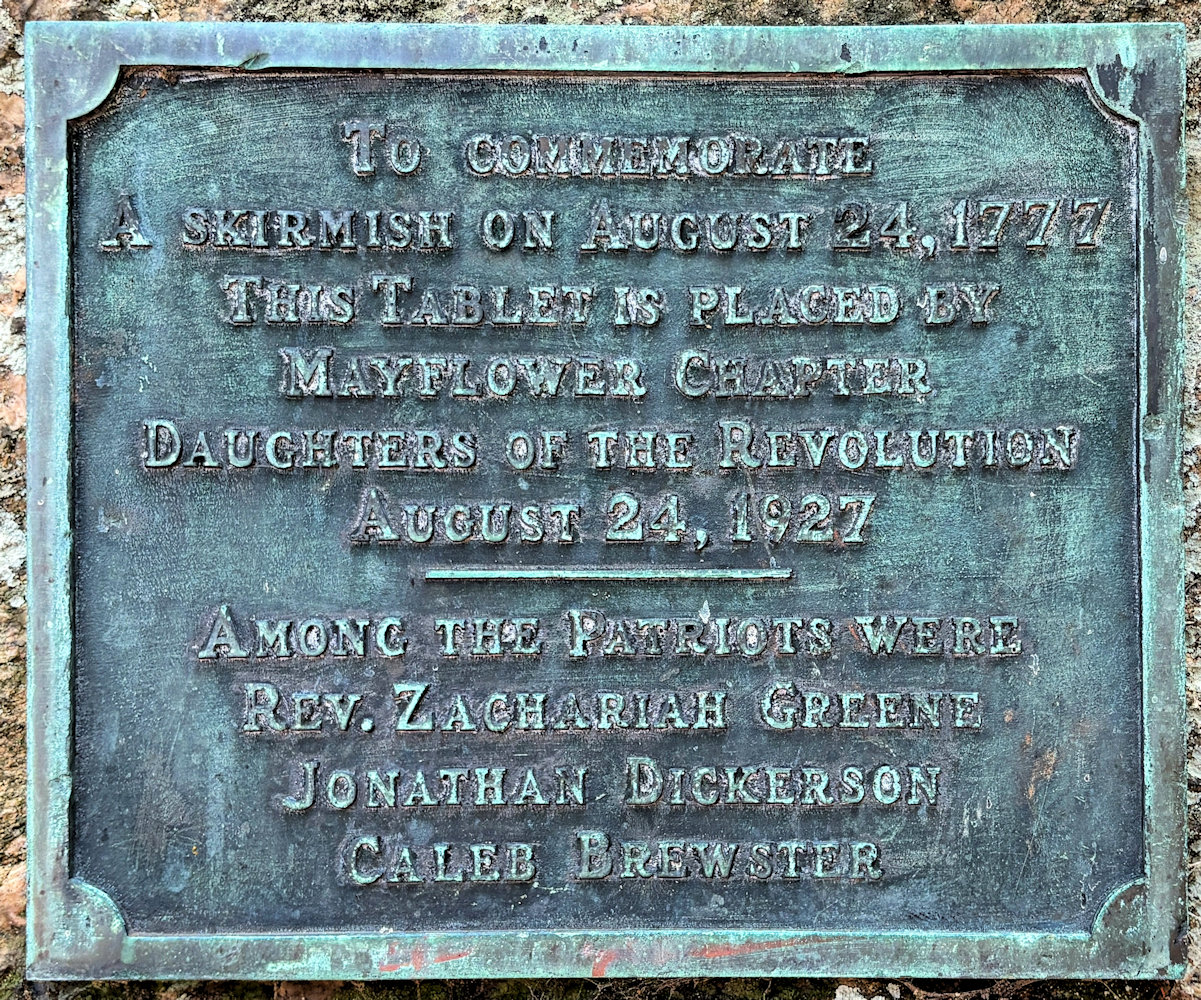 To commemorate
A skirmish on August 24, 1777
This Tablet is placed by
Mayflower Chapter
Daughters of the Revolution
August 24, 1927
Among the Patriots were
Rev. Zachariah Greene
Jonathan Dickerson
Caleb Brewster